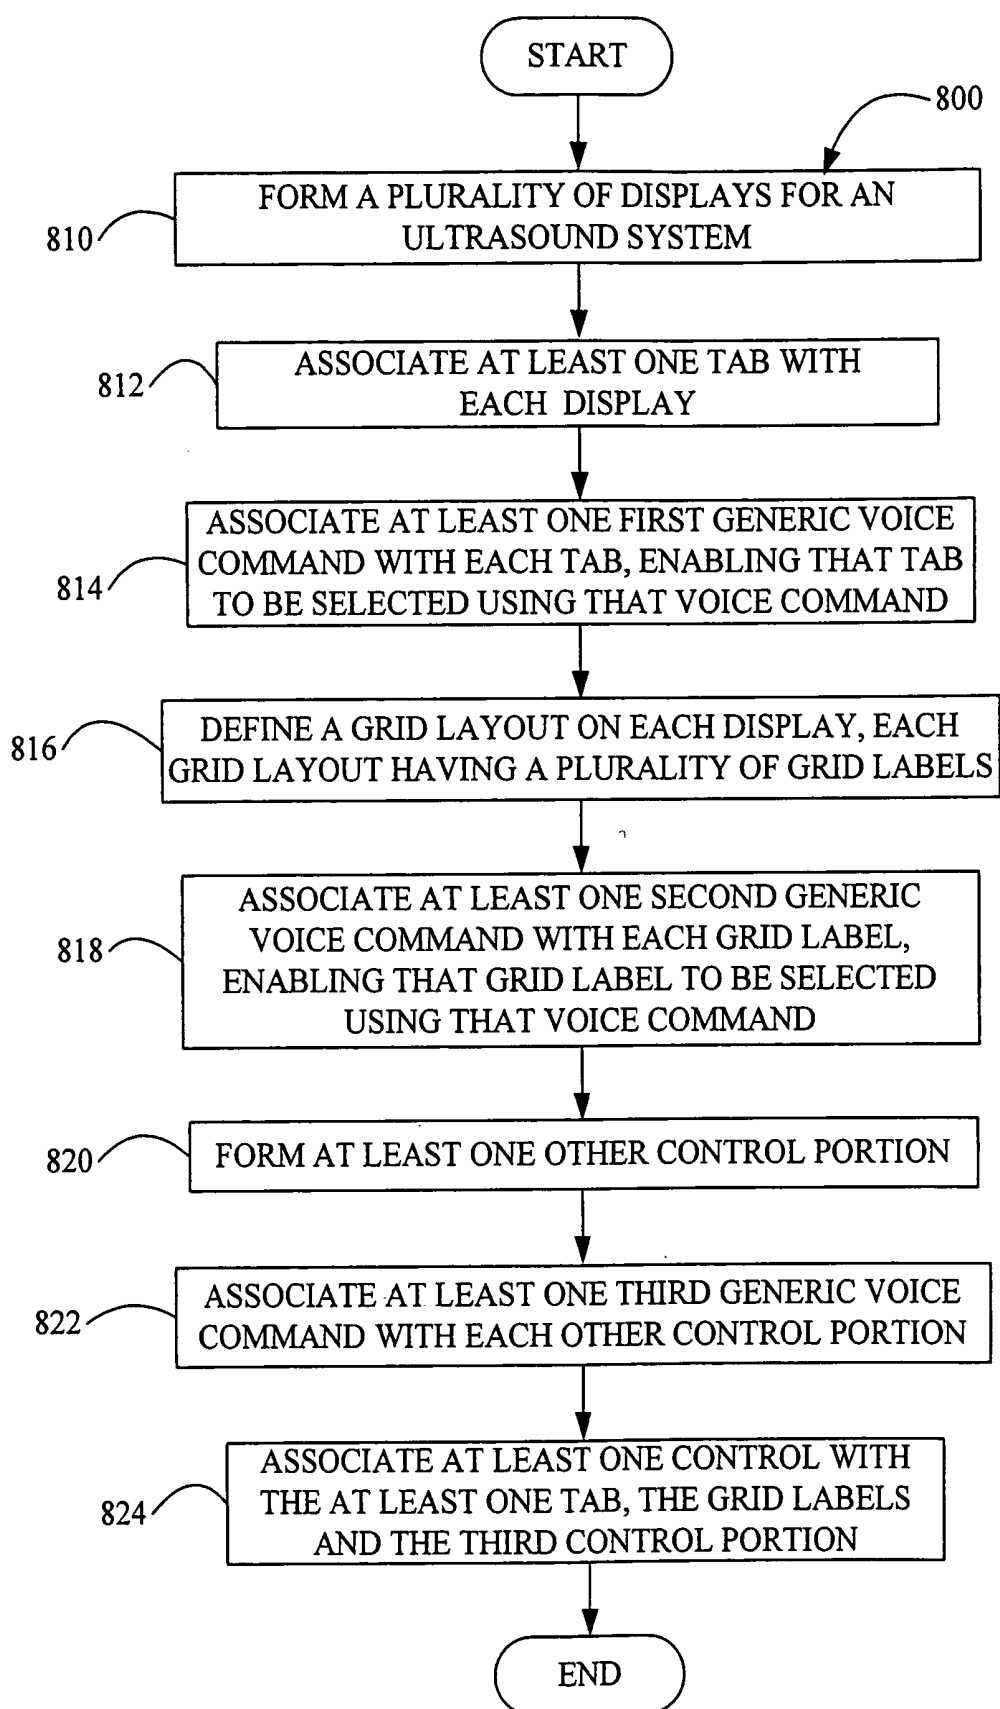 START
800
810
FORM A PLURALITY OF DISPLAYS FOR AN
ULTRASOUND SYSTEM
812
ASSOCIATE AT LEAST ONE TAB WITH
EACH DISPLAY
814
ASSOCIATE AT LEAST ONE FIRST GENERIC VOICE
COMMAND WITH EACH TAB, ENABLING THAT TAB
TO BE SELECTED USING THAT VOICE COMMAND
816
DEFINE A GRID LAYOUT ON EACH DISPLAY, EACH
GRID LAYOUT HAVING A PLURALITY OF GRID LABELS
818
ASSOCIATE AT LEAST ONE SECOND GENERIC
VOICE COMMAND WITH EACH GRID LABEL,
ENABLING THAT GRID LABEL TO BE SELECTED
USING THAT VOICE COMMAND
820
FORM AT LEAST ONE OTHER CONTROL PORTION
822
ASSOCIATE AT LEAST ONE THIRD GENERIC VOICE
COMMAND WITH EACH OTHER CONTROL PORTION
824
ASSOCIATE AT LEAST ONE CONTROL WITH
THE AT LEAST ONE TAB, THE GRID LABELS
AND THE THIRD CONTROL PORTION
END